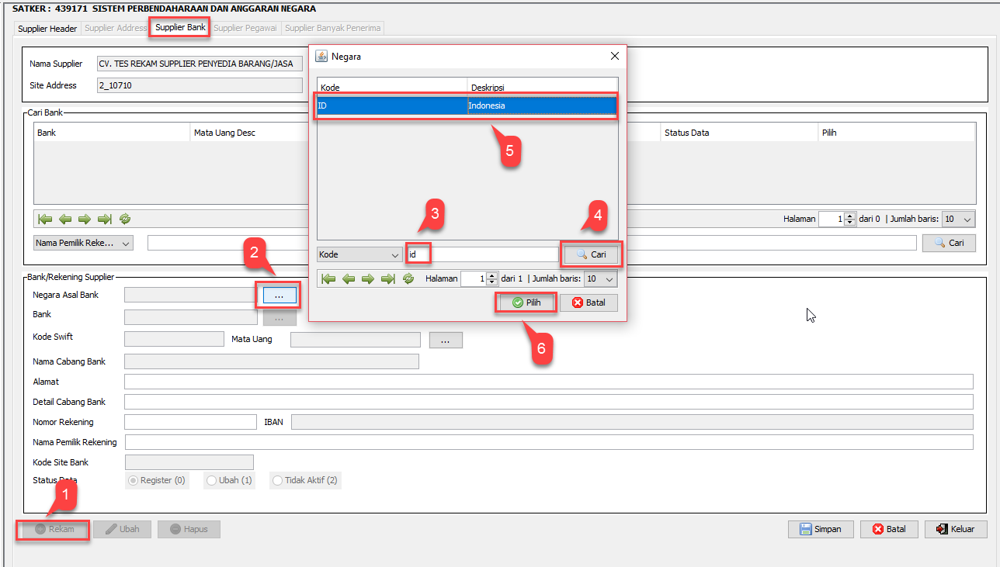 SATKER : 439171 SISTEM PERBENDAHARAAN DAN ANGGARAN NEGARA
Supplier Header Supplier Address Supplier Bank Supplier Pegawai Supplier Banyak Penerima
Nama Supplier CV. TES REKAM SUPPLIER PENYEDIA BARANG/JASA
Site Address 2_10710
Cari Bank
Bank Mata Uang Desc Status Data Pilih
Halaman 1 dari 0 | Jumlah baris: 10
Nama Pemilik Reke... Cari
Negara
Kode Deskripsi
ID Indonesia
5
3
4
Kode id Cari
Halaman 1 dari 1 | Jumlah baris: 10
Pilih Batal
6
2
Bank/Rekening Supplier
Negara Asal Bank ...
Bank ...
Kode Swift Mata Uang ...
Nama Cabang Bank
Alamat
Detail Cabang Bank
Nomor Rekening IBAN
Nama Pemilik Rekening
Kode Site Bank
Status Data Register (0) Ubah (1) Tidak Aktif (2)
1
Rekam Ubah Hapus Simpan Batal Keluar